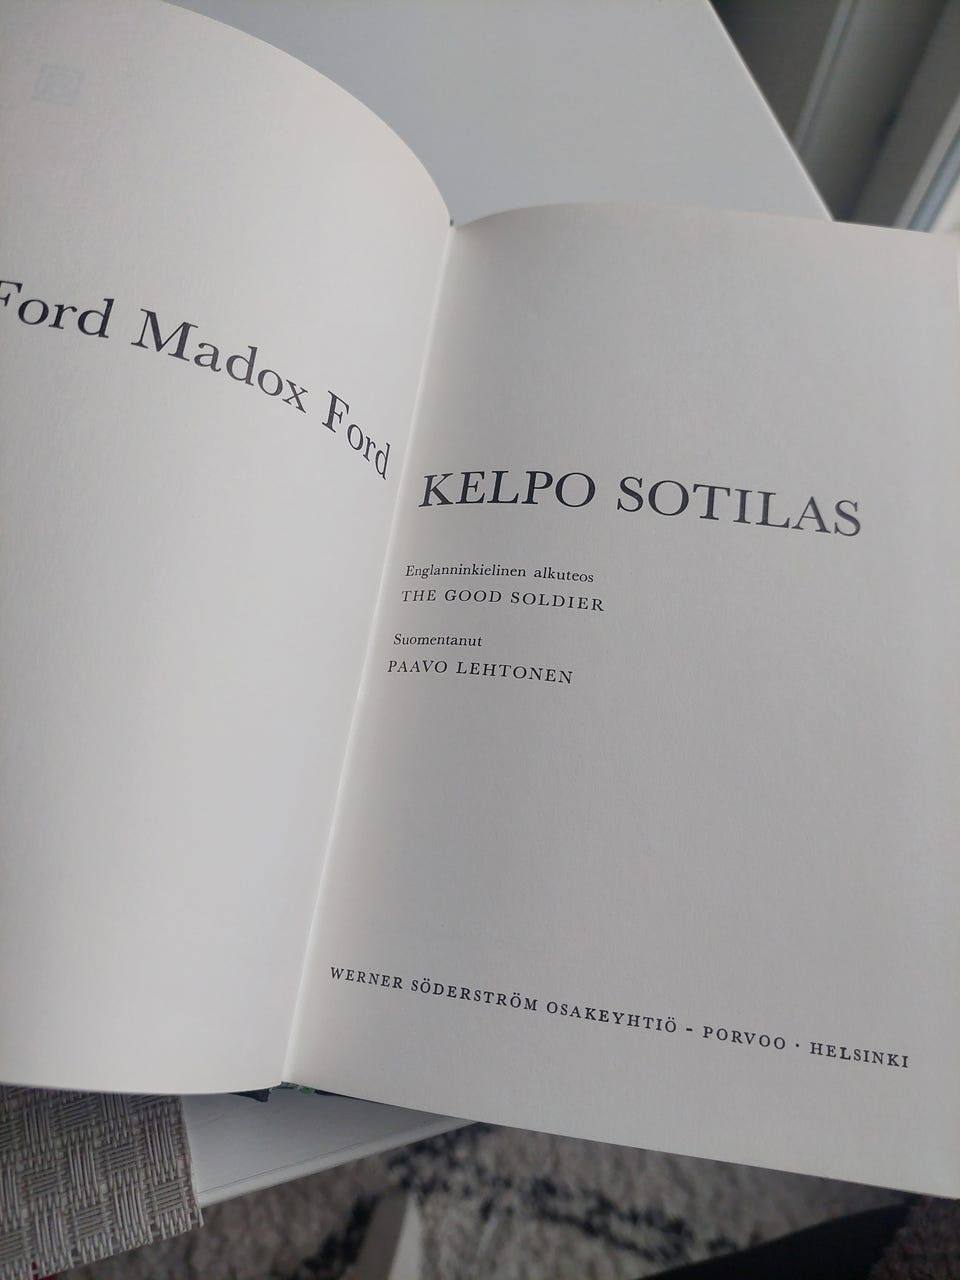 Ford Madox Ford
KELPO SOTILAS
Englanninkielinen alkuteos
THE GOOD SOLDIER
Suomentanut
PAAVO LEHTONEN
WERNER SÖDERSTRÖM OSAKEYHTIÖ - PORVOO · HELSINKI